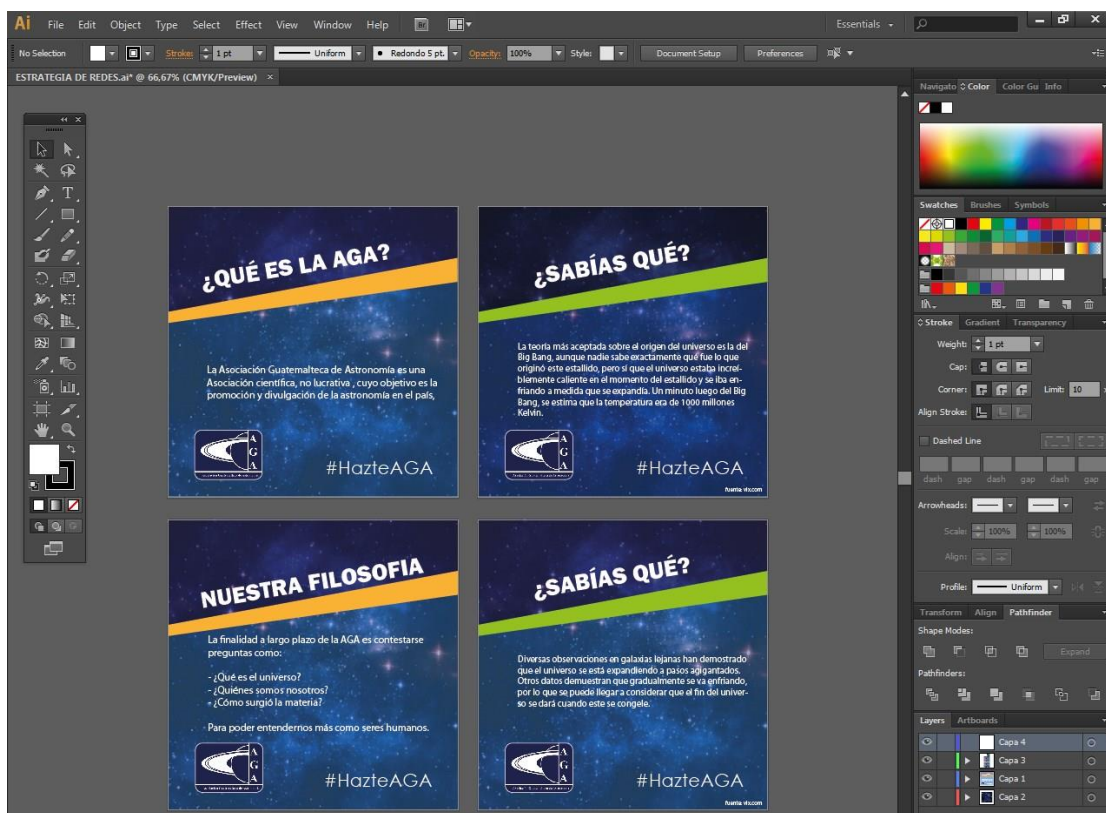 Ai File Edit Object Type Select Effect View Window Help Br Essentials
No Selection Stroke: 1 pt Uniform Redondo 5 pt. Opacity: 100% Style: Document Setup Preferences
ESTRATEGIA DE REDES.ai* @ 66,67% (CMYK/Preview) ×
¿QUÉ ES LA AGA?
La Asociación Guatemalteca de Astronomía es una
Asociación científica, no lucrativa , cuyo objetivo es la
promoción y divulgación de la astronomía en el país,
AGA
#HazteAGA
¿SABÍAS QUÉ?
La teoría más aceptada sobre el origen del universo es la del
Big Bang, aunque nadie sabe exactamente qué fue lo que
originó este estallido, pero sí que el universo estaba increí-
blemente caliente en el momento del estallido y se iba en-
friando a medida que se expandía. Un minuto luego del Big
Bang, se estima que la temperatura era de 1000 millones
Kelvin.
AGA
#HazteAGA
fuente: vix.com
NUESTRA FILOSOFIA
La finalidad a largo plazo de la AGA es contestarse
preguntas como:
- ¿Qué es el universo?
- ¿Quiénes somos nosotros?
- ¿Cómo surgió la materia?
Para poder entendernos más como seres humanos.
AGA
#HazteAGA
¿SABÍAS QUÉ?
Diversas observaciones en galaxias lejanas han demostrado
que el universo se está expandiendo a pasos agigantados.
Otros datos demuestran que gradualmente se va enfriando,
por lo que se puede llegar a considerar que el fin del univer-
so se dará cuando este se congele.
AGA
#HazteAGA
fuente: vix.com
Navigato Color Color Gu Info
Swatches Brushes Symbols
Stroke Gradient Transparency
Weight: 1 pt
Cap:
Corner: Limit: 10
Align Stroke:
Dashed Line
dash gap dash gap dash gap
Arrowheads:
Scale: 100% 100%
Align:
Profile: Uniform
Transform Align Pathfinder
Shape Modes:
Expand
Pathfinders:
Layers Artboards
Capa 4
Capa 3
Capa 1
Capa 2